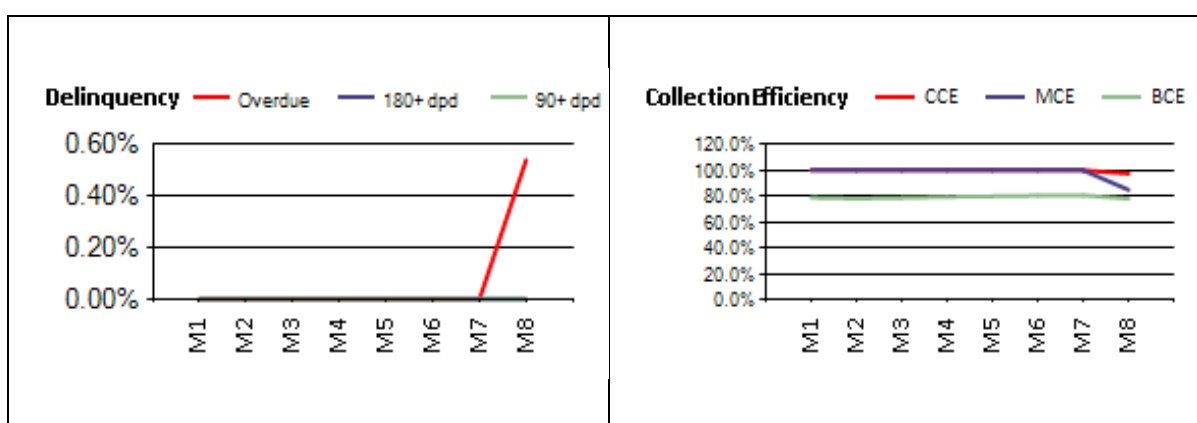 Delinquency Overdue 180+ dpd 90+ dpd
0.60%
0.40%
0.20%
0.00%
M1 M2 M3 M4 M5 M6 M7 M8
Collection Efficiency CCE MCE BCE
120.0%
100.0%
80.0%
60.0%
40.0%
20.0%
0.0%
M1 M2 M3 M4 M5 M6 M7 M8